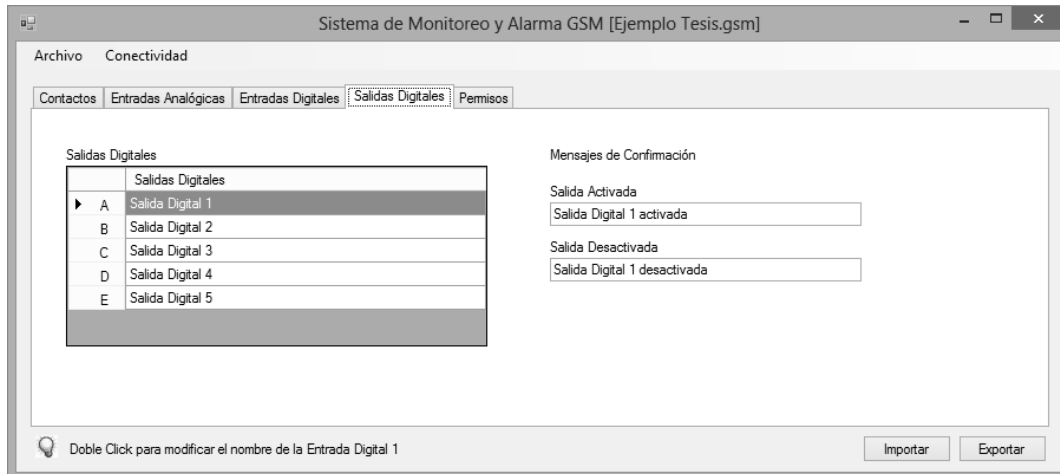 Sistema de Monitoreo y Alarma GSM [Ejemplo Tesis.gsm]
Archivo Conectividad
Contactos Entradas Analógicas Entradas Digitales Salidas Digitales Permisos
Salidas Digitales
Salidas Digitales
A Salida Digital 1
B Salida Digital 2
C Salida Digital 3
D Salida Digital 4
E Salida Digital 5
Mensajes de Confirmación
Salida Activada
Salida Digital 1 activada
Salida Desactivada
Salida Digital 1 desactivada
Doble Click para modificar el nombre de la Entrada Digital 1
Importar Exportar